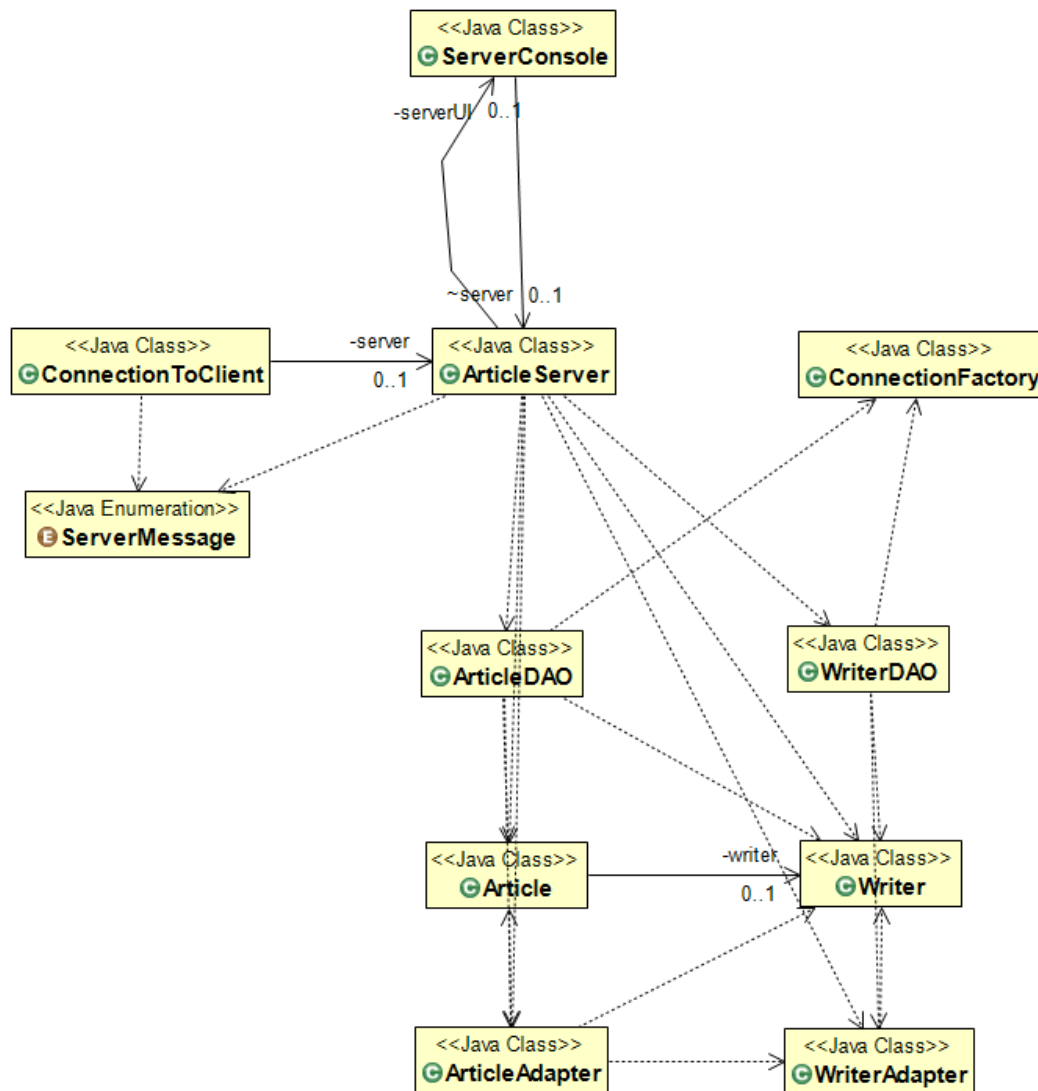 <<Java Class>>
ServerConsole
-serverUI
0..1
~server
0..1
<<Java Class>>
ConnectionToClient
-server
0..1
<<Java Class>>
ArticleServer
<<Java Class>>
ConnectionFactory
<<Java Enumeration>>
E ServerMessage
<<Java Class>>
C ArticleDAO
<<Java Class>>
C WriterDAO
<<Java Class>>
C Article
-writer
0..1
<<Java Class>>
C Writer
<<Java Class>>
C ArticleAdapter
<<Java Class>>
C WriterAdapter